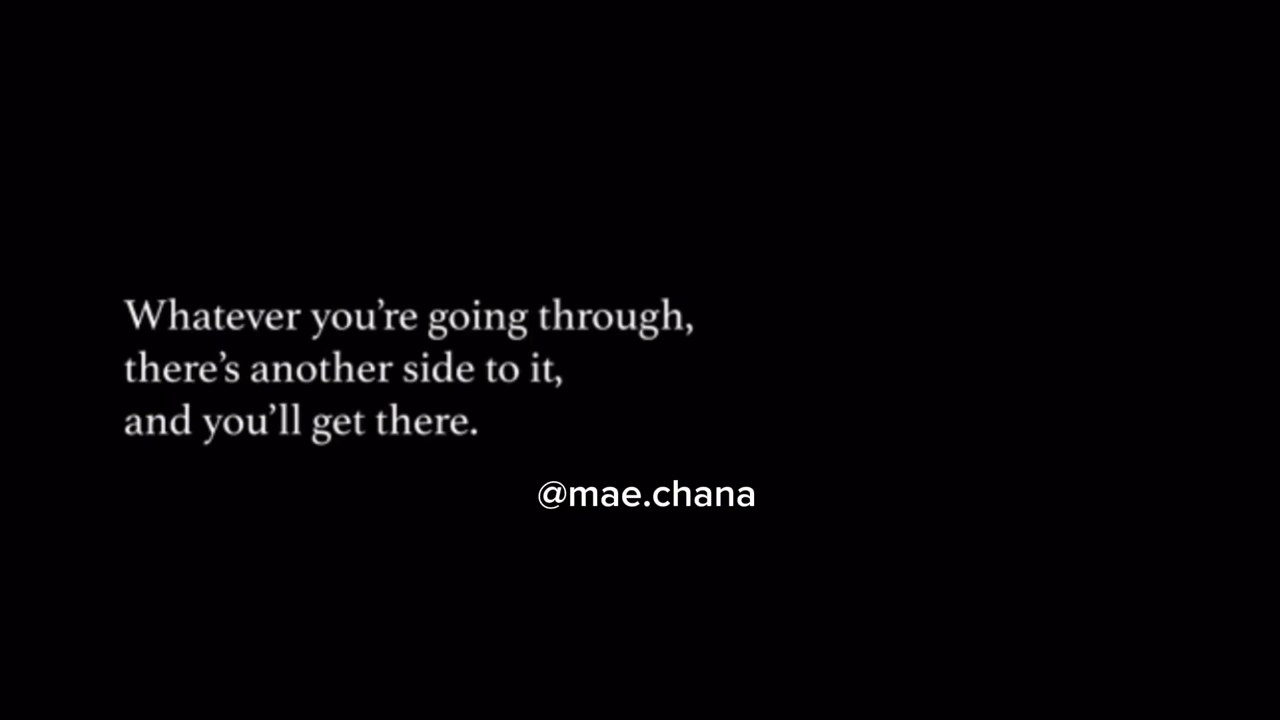 Whatever you’re going through,
there’s another side to it,
and you’ll get there.
@mae.chana